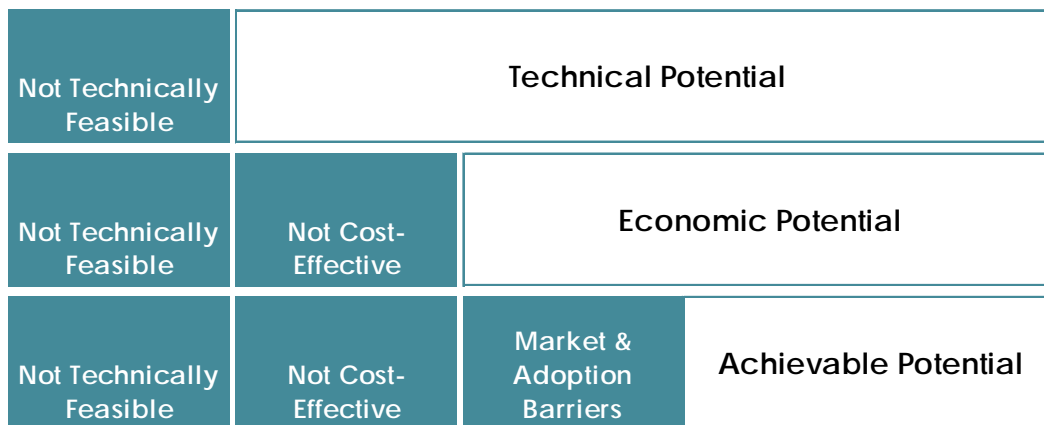 Not Technically
Feasible
Technical Potential
Not Technically
Feasible
Not Cost-
Effective
Economic Potential
Not Technically
Feasible
Not Cost-
Effective
Market &
Adoption
Barriers
Achievable Potential